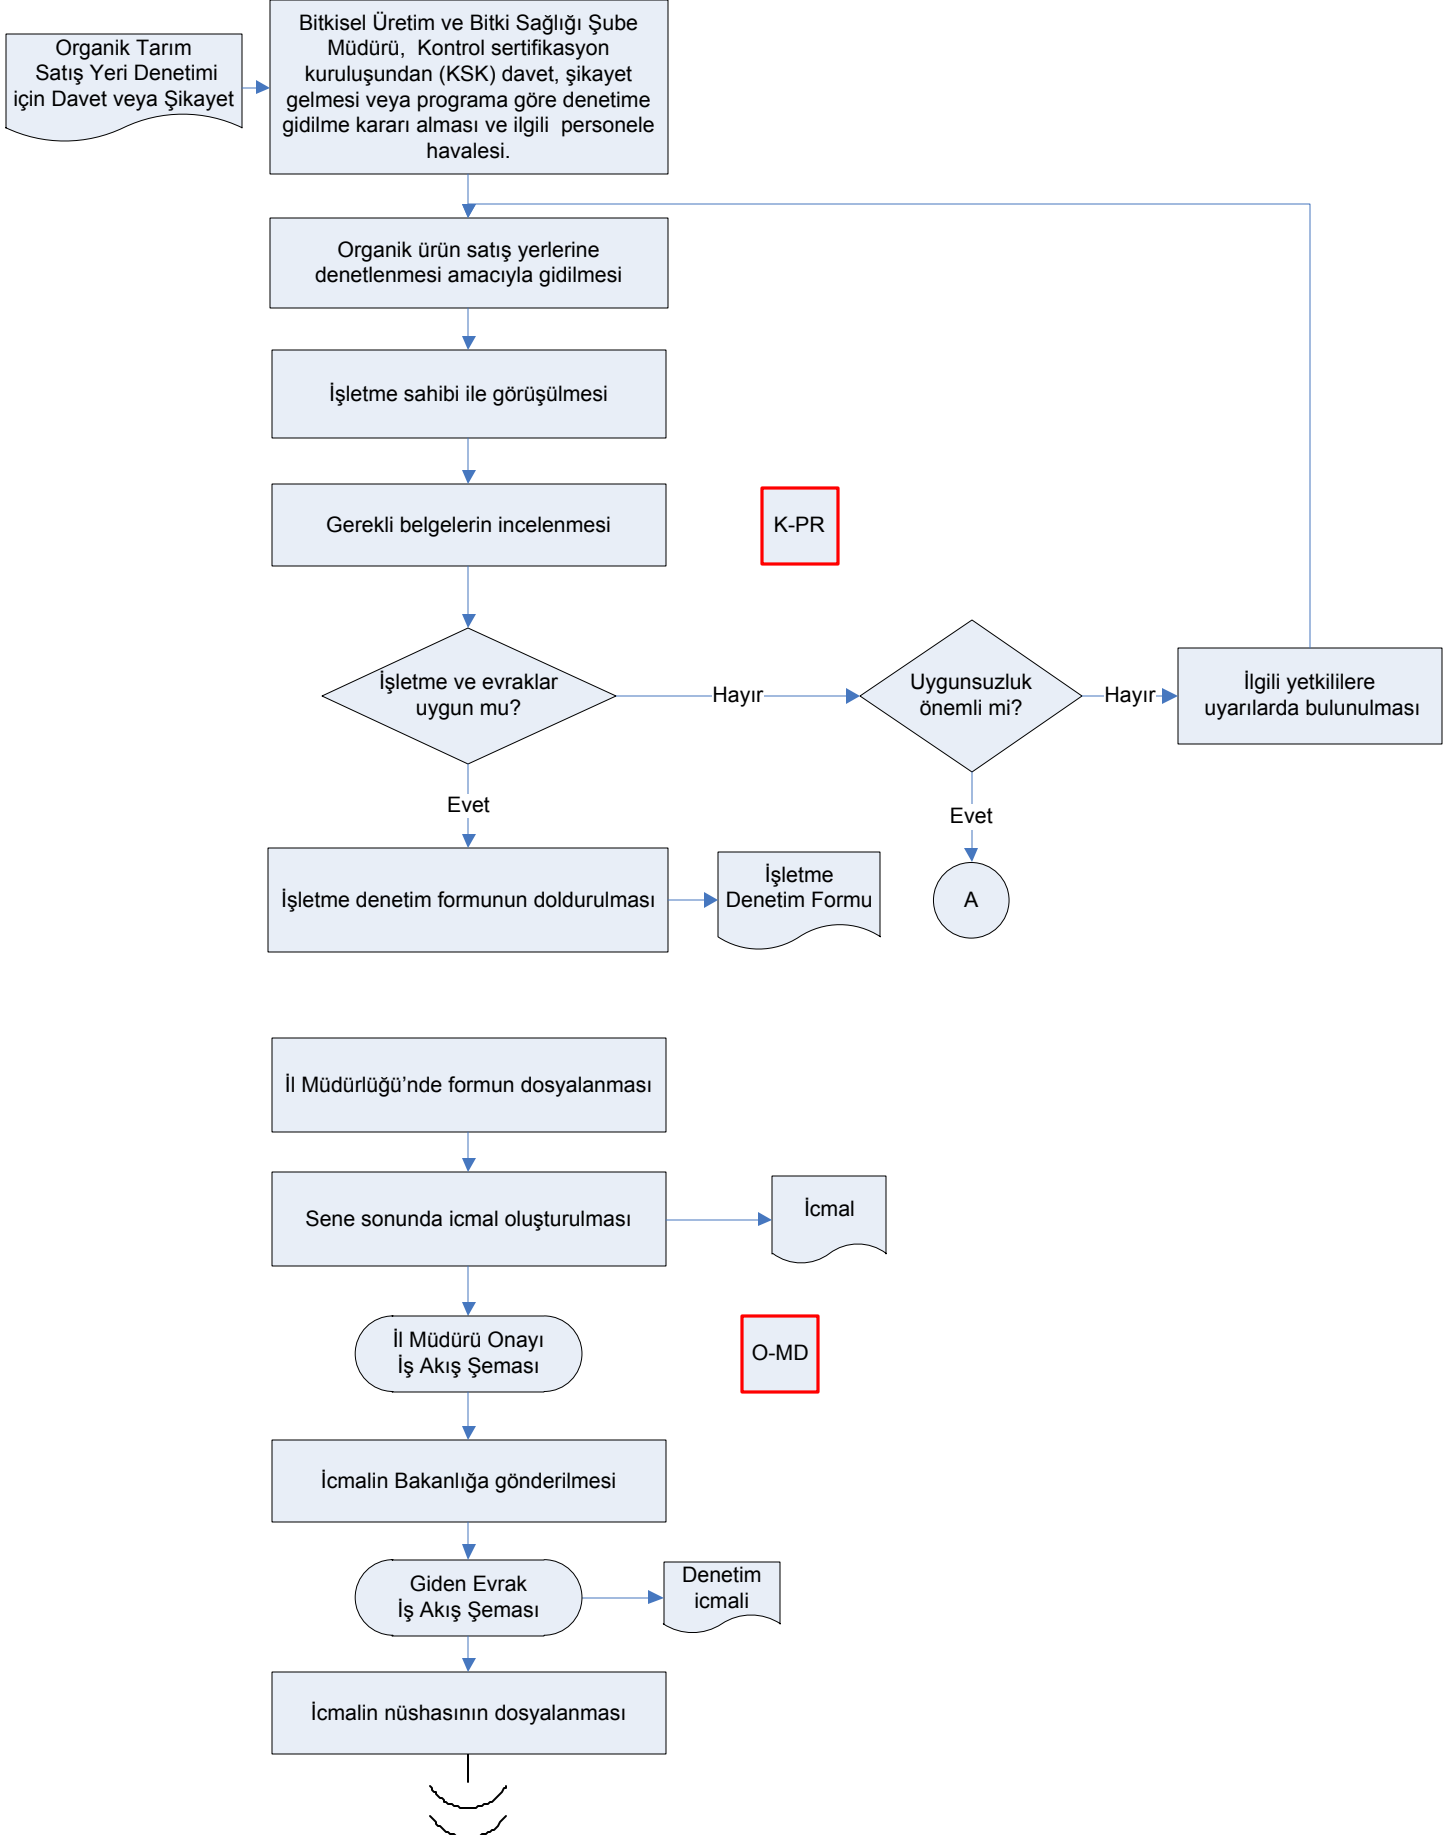 Organik Tarım
Satış Yeri Denetimi
için Davet veya Şikayet
Bitkisel Üretim ve Bitki Sağlığı Şube
Müdürü, Kontrol sertifikasyon
kuruluşundan (KSK) davet, şikayet
gelmesi veya programa göre denetime
gidilme kararı alması ve ilgili personele
havalesi.
Organik ürün satış yerlerine
denetlenmesi amacıyla gidilmesi
İşletme sahibi ile görüşülmesi
Gerekli belgelerin incelenmesi
K-PR
İşletme ve evraklar
uygun mu?
Hayır
Uygunsuzluk
önemli mi?
Hayır
İlgili yetkililere
uyarılarda bulunulması
Evet
Evet
İşletme denetim formunun doldurulması
İşletme
Denetim Formu
A
İl Müdürlüğü’nde formun dosyalanması
Sene sonunda icmal oluşturulması
İcmal
İl Müdürü Onayı
İş Akış Şeması
O-MD
İcmalin Bakanlığa gönderilmesi
Giden Evrak
İş Akış Şeması
Denetim
icmali
İcmalin nüshasının dosyalanması